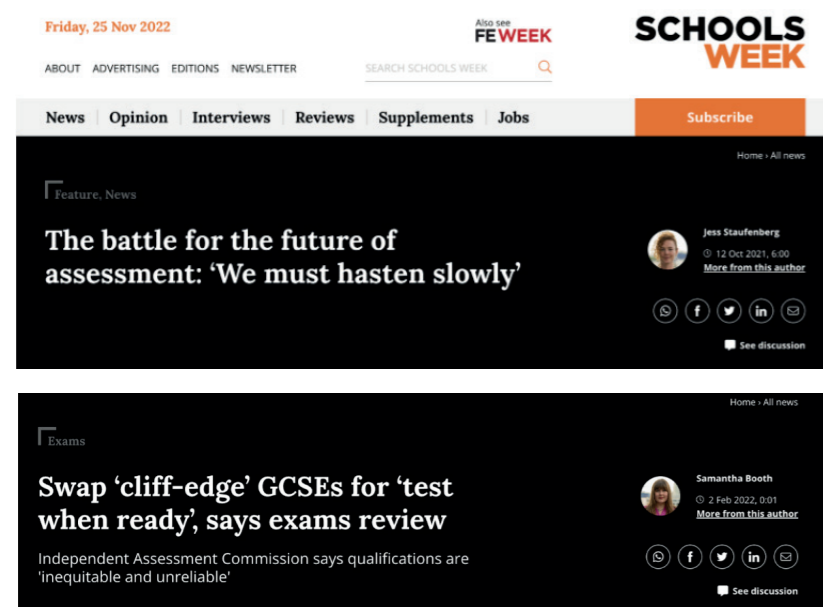 Friday, 25 Nov 2022
Also see
FE WEEK
SCHOOLS
WEEK
ABOUT ADVERTISING EDITIONS NEWSLETTER
SEARCH SCHOOLS WEEK
News Opinion Interviews Reviews Supplements Jobs
Subscribe
Home › All news
Feature, News
The battle for the future of
assessment: ‘We must hasten slowly’
Jess Staufenberg
12 Oct 2021, 6:00
More from this author
See discussion
Home › All news
Exams
Swap ‘cliff-edge’ GCSEs for ‘test
when ready’, says exams review
Independent Assessment Commission says qualifications are
'inequitable and unreliable'
Samantha Booth
2 Feb 2022, 0:01
More from this author
See discussion